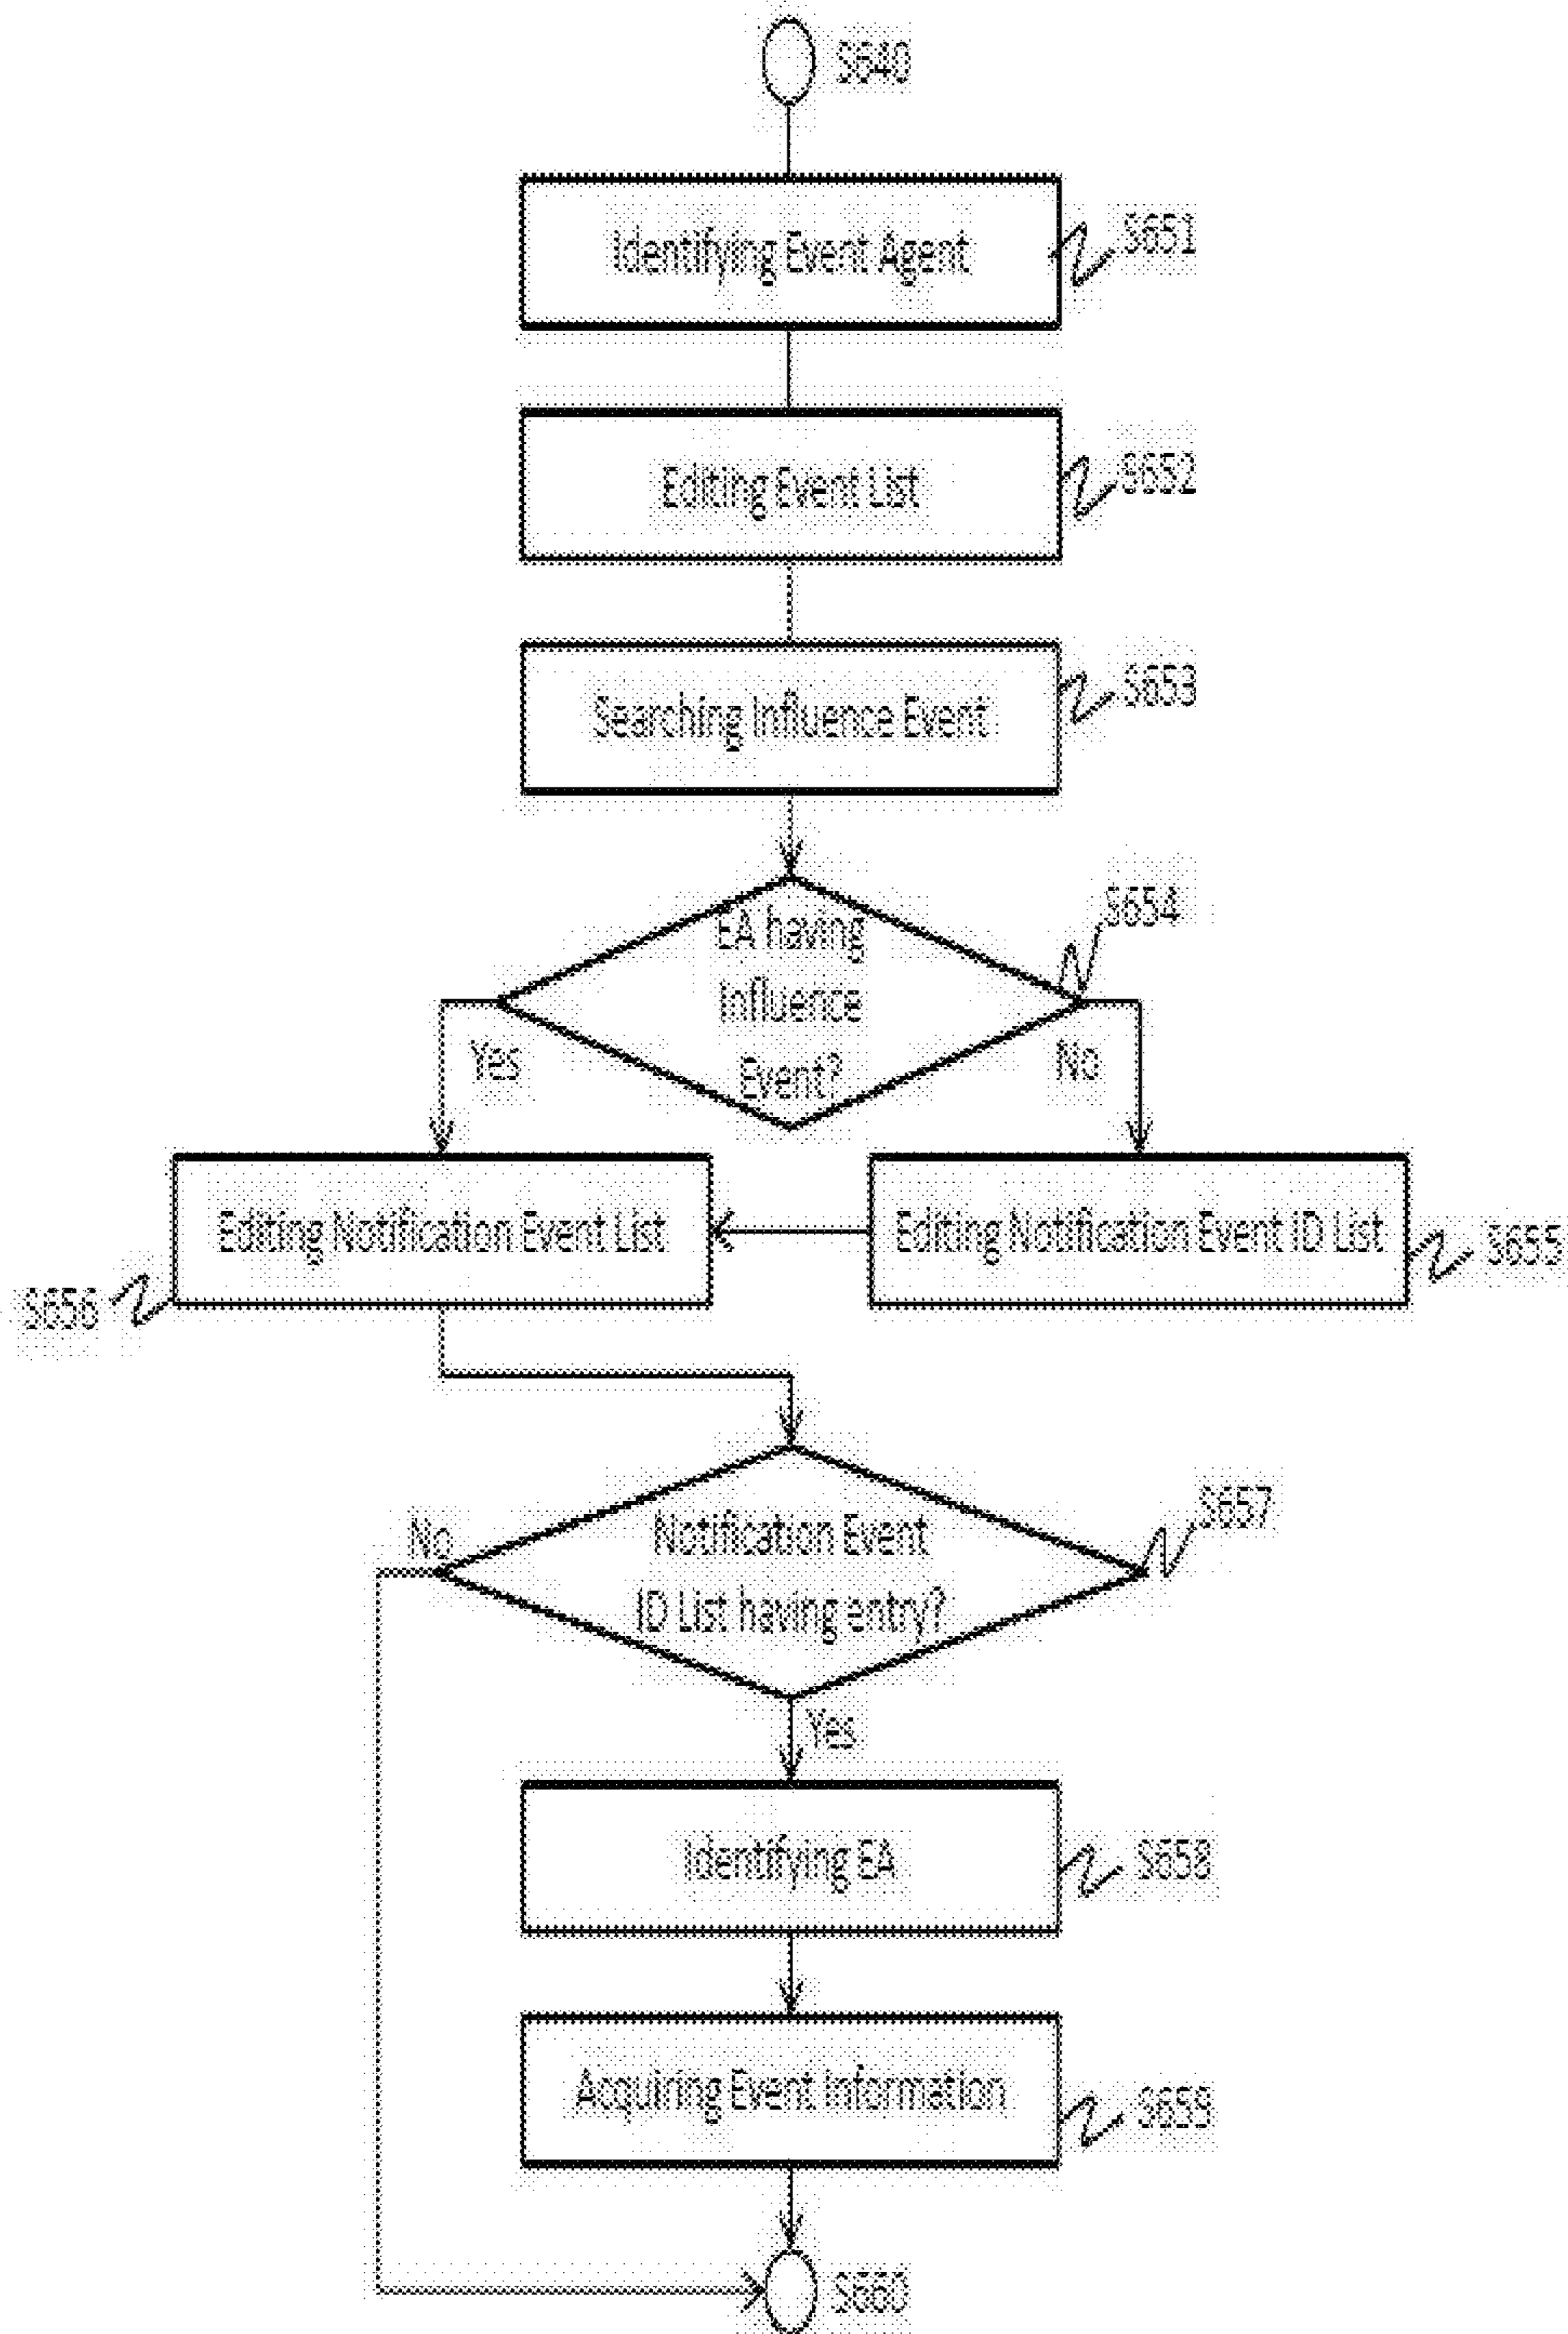 S640
Identifying Event Agent
S651
Editing Event List
S652
Searching Influence Event
S653
EA having
Influence
Event?
S654
Yes
No
Editing Notification Event List
Editing Notification Event ID List
S655
S656
Notification Event
ID List having entry?
S657
No
Yes
Identifying EA
S658
Acquiring Event Information
S659
S660